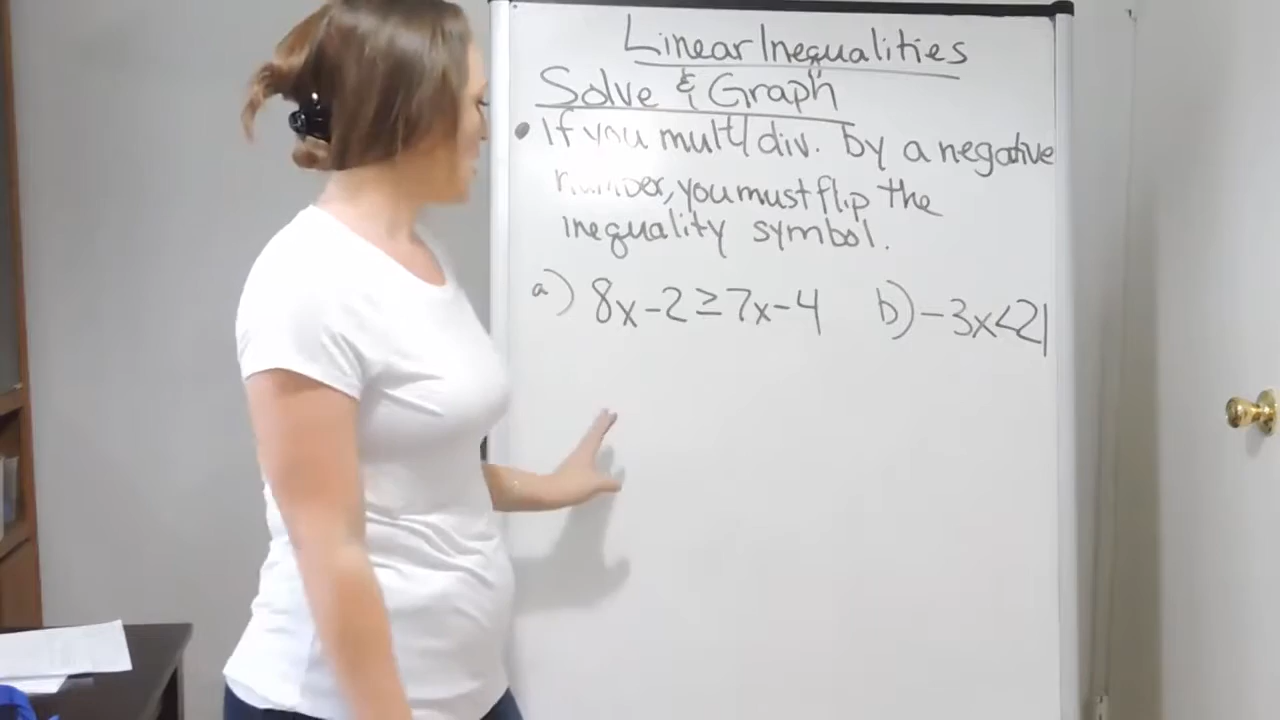 Linear Inequalities
Solve & Graph
• If you mult/div. by a negative
number, you must flip the
inequality symbol.
a) 8x-2≥7x-4 b) -3x<21